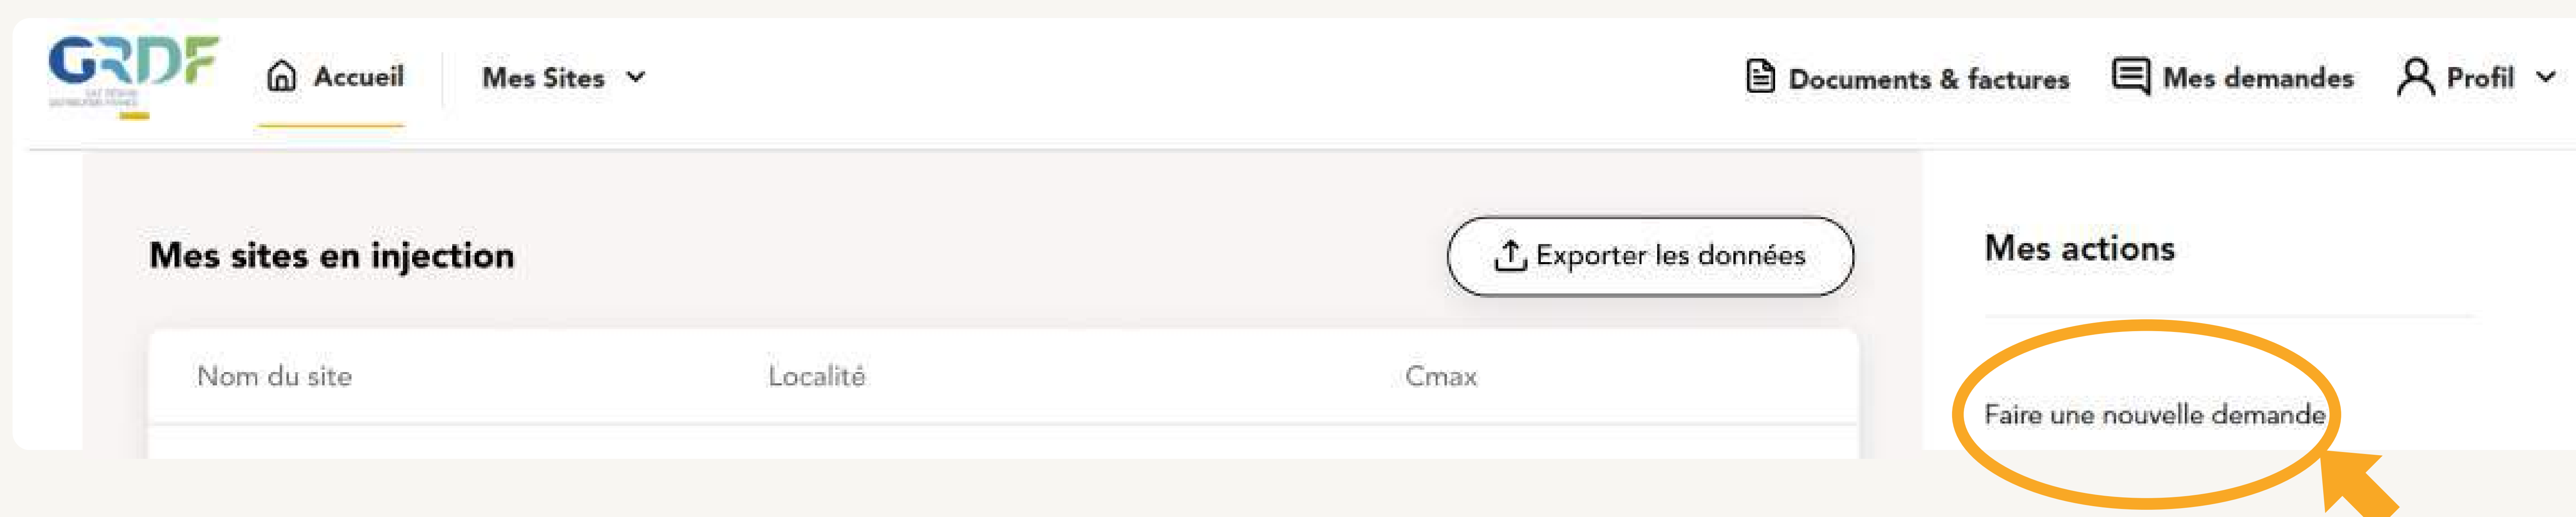 GRDF
Accueil
Mes Sites
Documents & factures
Mes demandes
Profil
Mes sites en injection
Exporter les données
Mes actions
Nom du site
Localité
Cmax
Faire une nouvelle demande